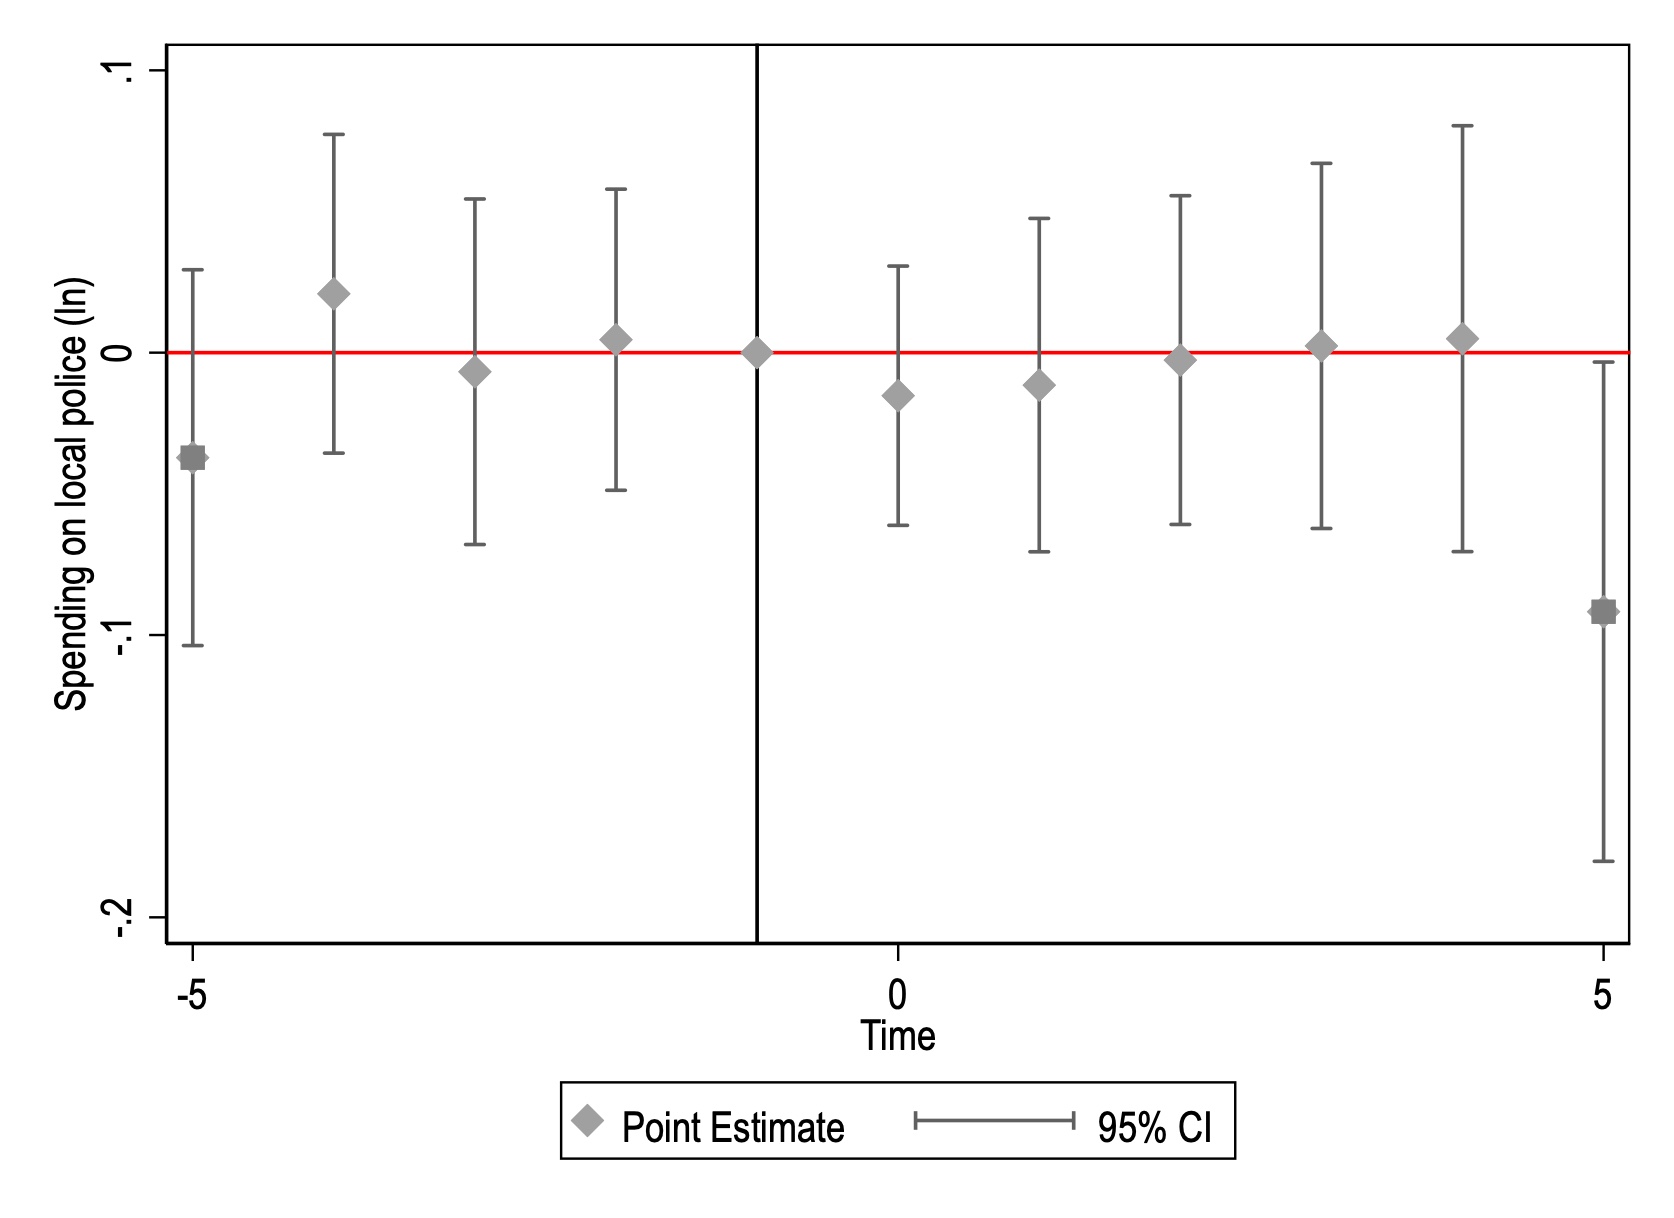 Spending on local police (ln)
.1
0
-.1
-.2
-5
0
5
Time
Point Estimate
95% CI